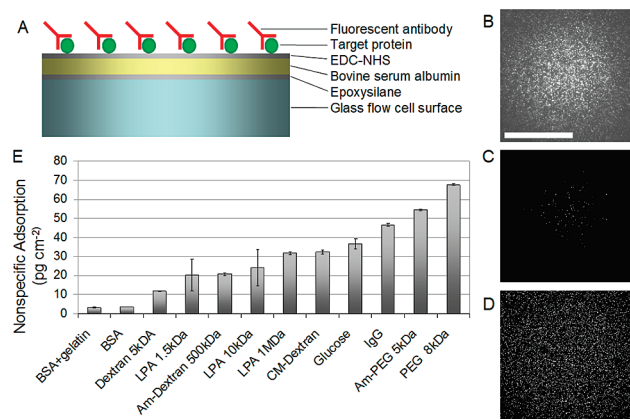 A
Fluorescent antibody
Target protein
EDC-NHS
Bovine serum albumin
Epoxysilane
Glass flow cell surface
B
C
D
E
Nonspecific Adsorption
(pg cm-2)
80
70
60
50
40
30
20
10
0
BSA+gelatin
BSA
Dextran 5kDA
LPA 1.5kDa
Am-Dextran 500kDa
LPA 10kDa
LPA 1MDa
CM-Dextran
Glucose
IgG
Am-PEG 5kDa
PEG 8kDa